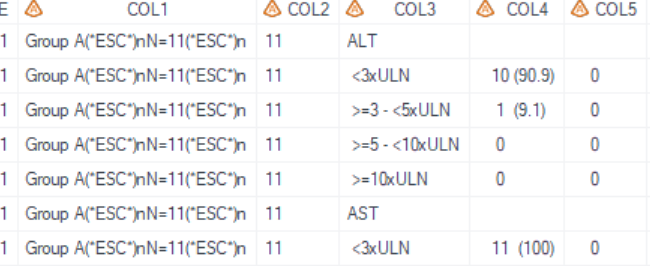 E COL1 COL2 COL3 COL4 COL5
1 Group A(*ESC*)nN=11(*ESC*)n 11 ALT
1 Group A(*ESC*)nN=11(*ESC*)n 11 <3xULN 10 (90.9) 0
1 Group A(*ESC*)nN=11(*ESC*)n 11 >=3 - <5xULN 1 (9.1) 0
1 Group A(*ESC*)nN=11(*ESC*)n 11 >=5 - <10xULN 0 0
1 Group A(*ESC*)nN=11(*ESC*)n 11 >=10xULN 0 0
1 Group A(*ESC*)nN=11(*ESC*)n 11 AST
1 Group A(*ESC*)nN=11(*ESC*)n 11 <3xULN 11 (100) 0